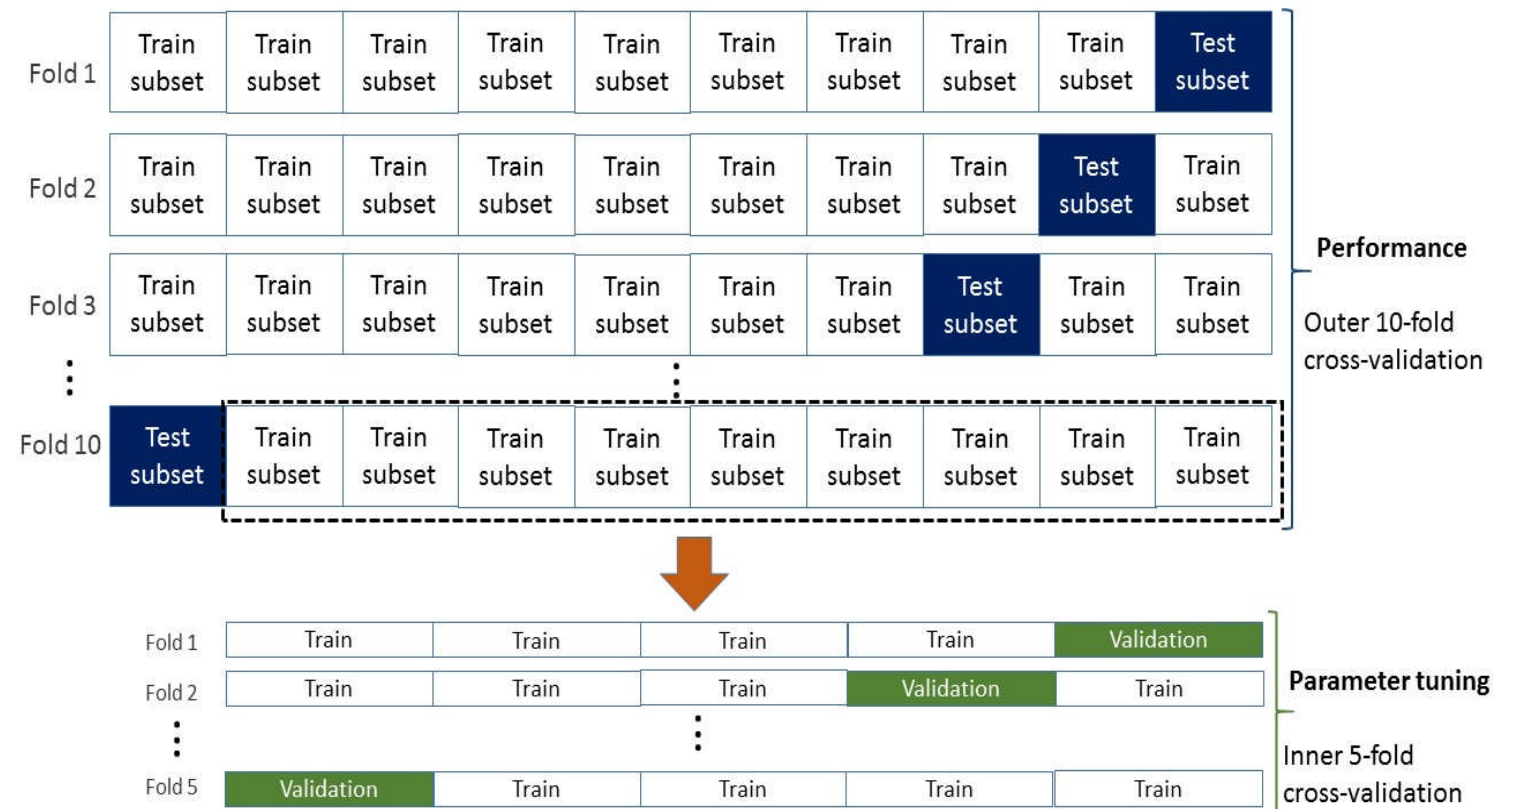 Train Train Train Train Train Train Train Train Train Test
Fold 1 subset subset subset subset subset subset subset subset subset subset
Train Train Train Train Train Train Train Train Test Train
Fold 2 subset subset subset subset subset subset subset subset subset subset
Performance
Train Train Train Train Train Train Train Test Train Train
Fold 3 subset subset subset subset subset subset subset subset subset subset
Outer 10-fold
cross-validation
Test Train Train Train Train Train Train Train Train Train
Fold 10 subset subset subset subset subset subset subset subset subset subset
Fold 1 Train Train Train Train Validation
Fold 2 Train Train Train Validation Train
Parameter tuning
Inner 5-fold
Fold 5 Validation Train Train Train Train
cross-validation